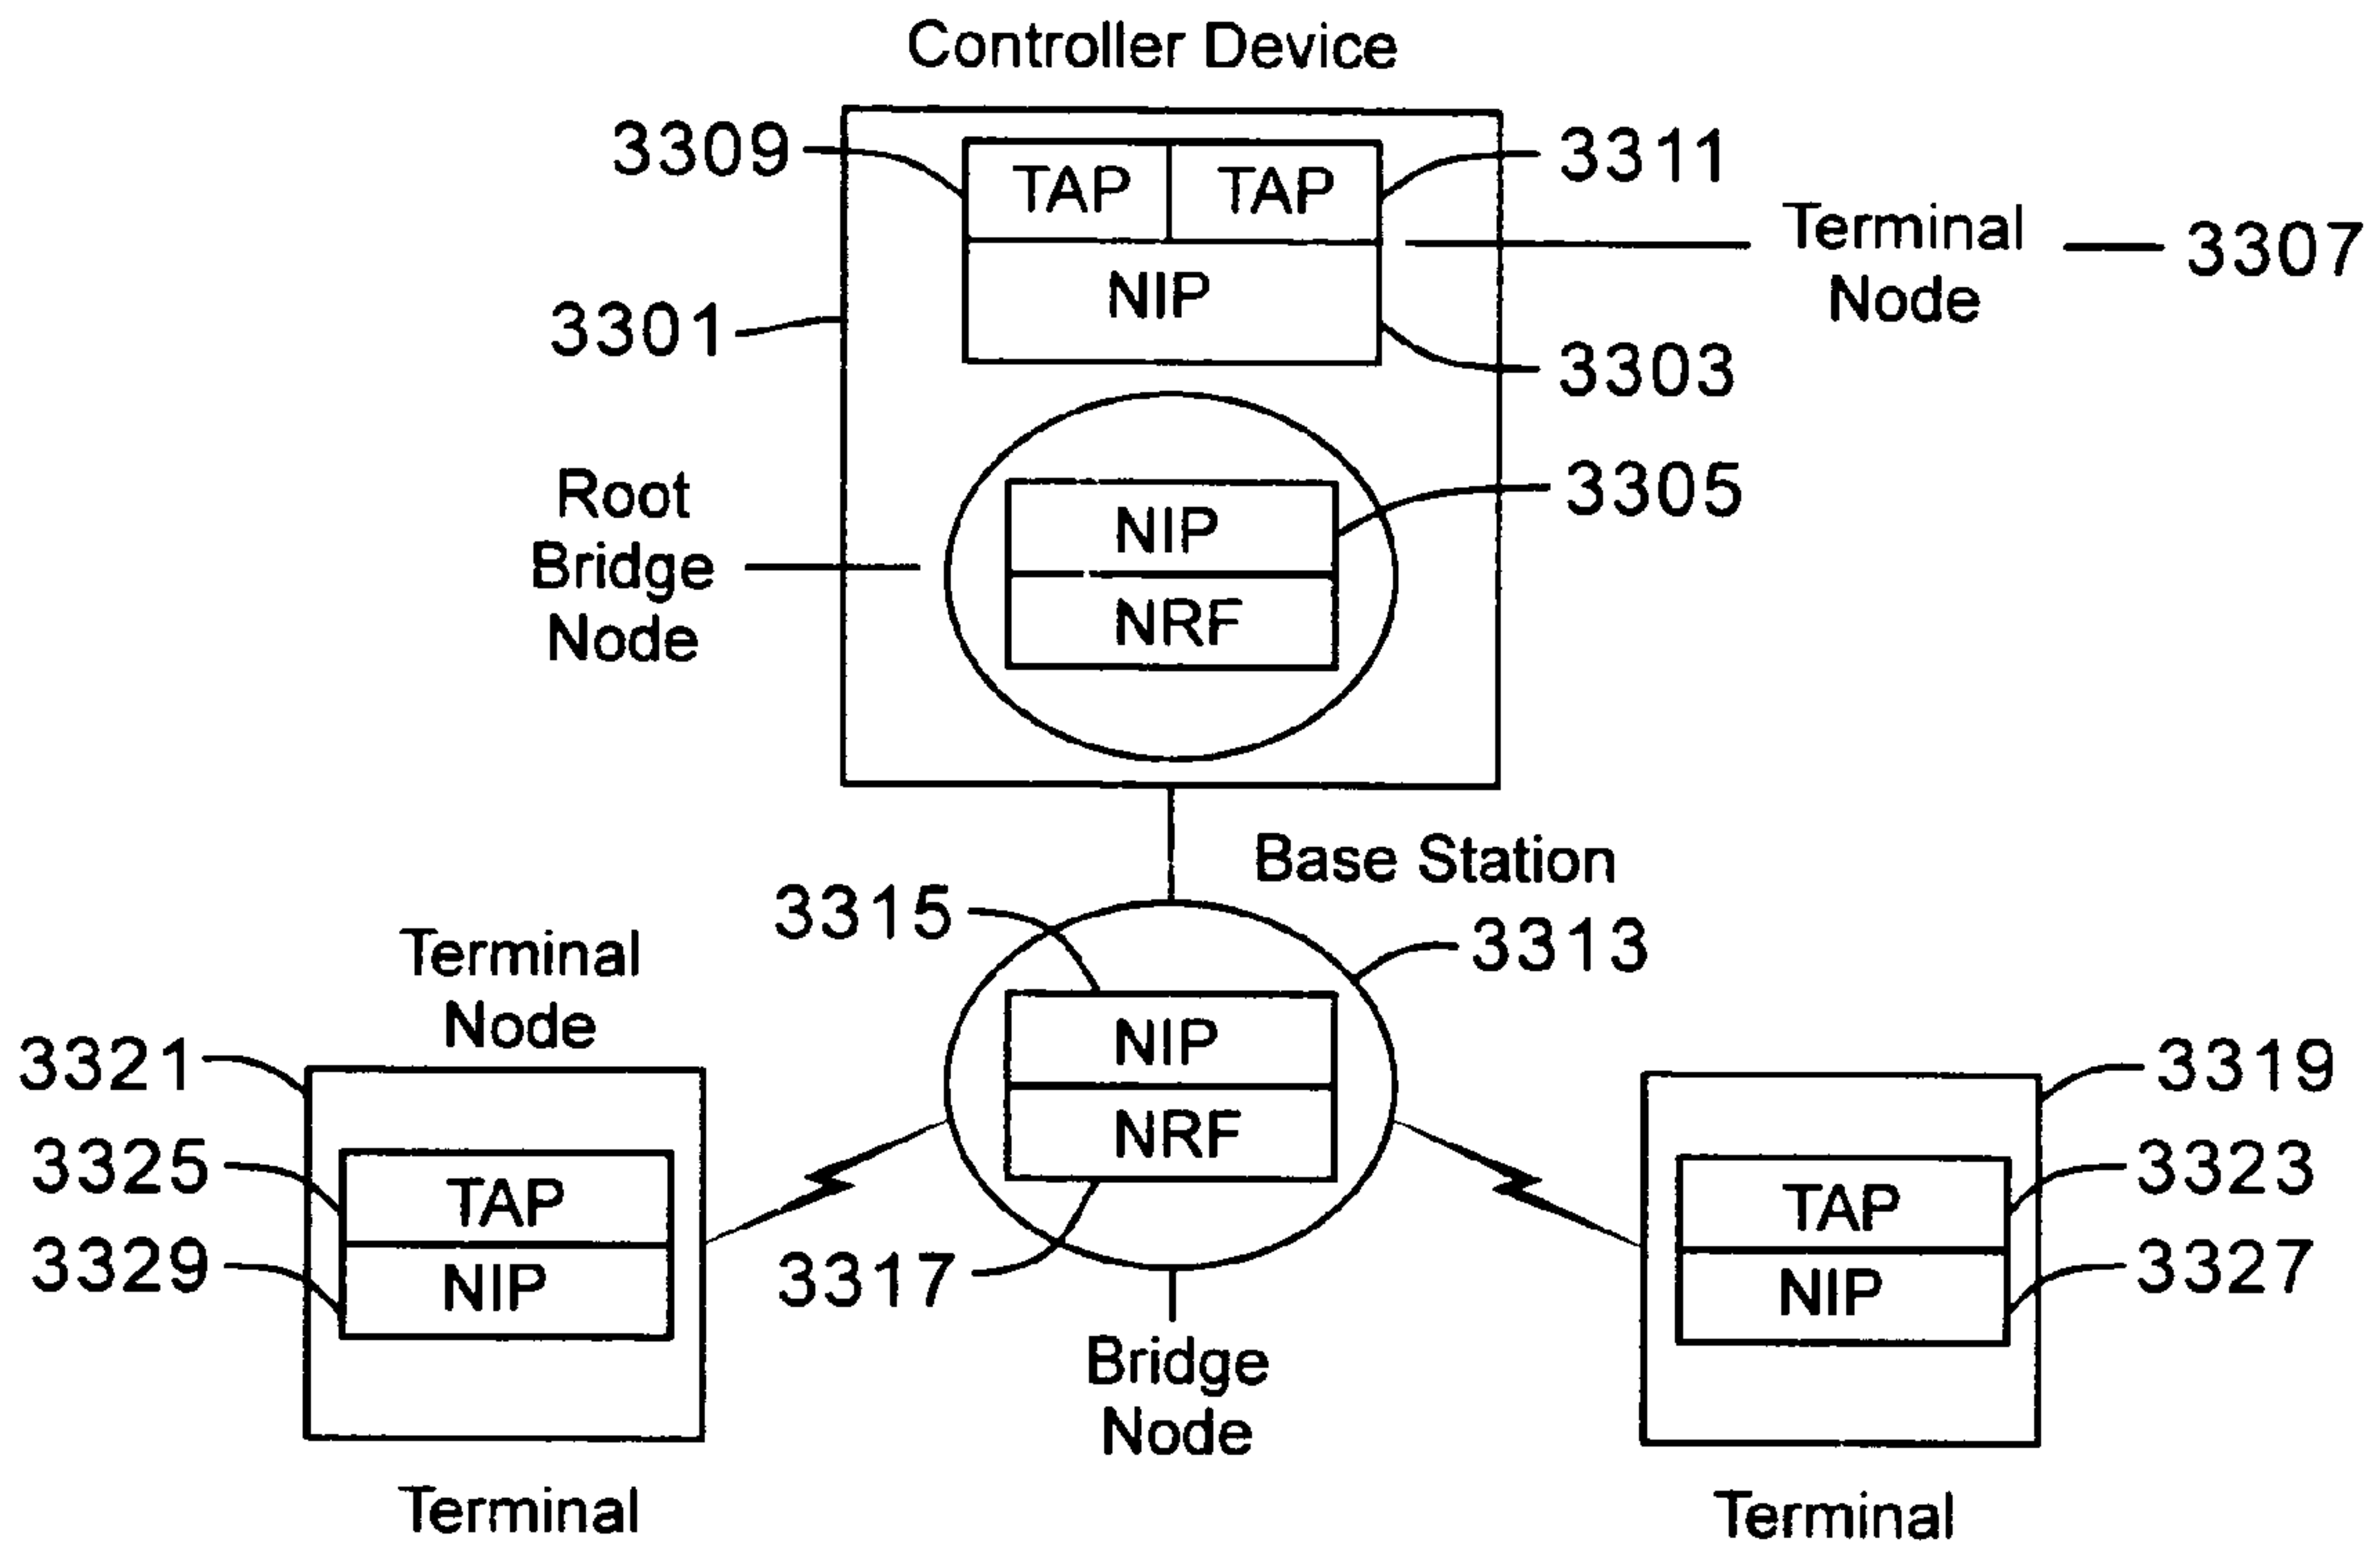 Controller Device
3309
TAP
TAP
3311
Terminal
Node
3307
NIP
3301
3303
Root
Bridge
Node
NIP
NRF
3305
Base Station
3315
3313
NIP
NRF
3317
Bridge
Node
Terminal
Node
3321
3325
TAP
3329
NIP
Terminal
3319
TAP
3323
NIP
3327
Terminal